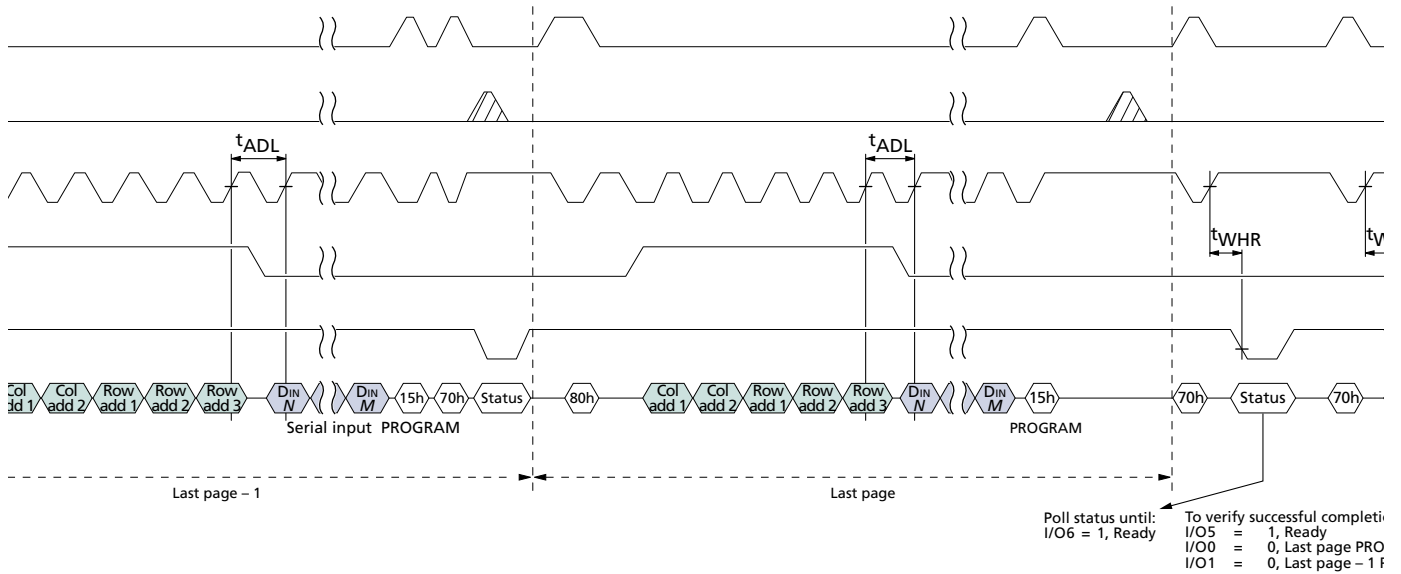 tADL tADL
tWHR
Col add 2 Row add 1 Row add 2 Row add 3 DIN N DIN M 15h 70h Status 80h Col add 1 Col add 2 Row add 1 Row add 2 Row add 3 DIN N DIN M 15h 70h Status 70h
Serial input PROGRAM PROGRAM
Last page – 1 Last page
Poll status until: To verify successful
I/O6 = 1, Ready I/O5 = 1, Ready
I/O0 = 0, Last page
I/O1 = 0, Last page – 1